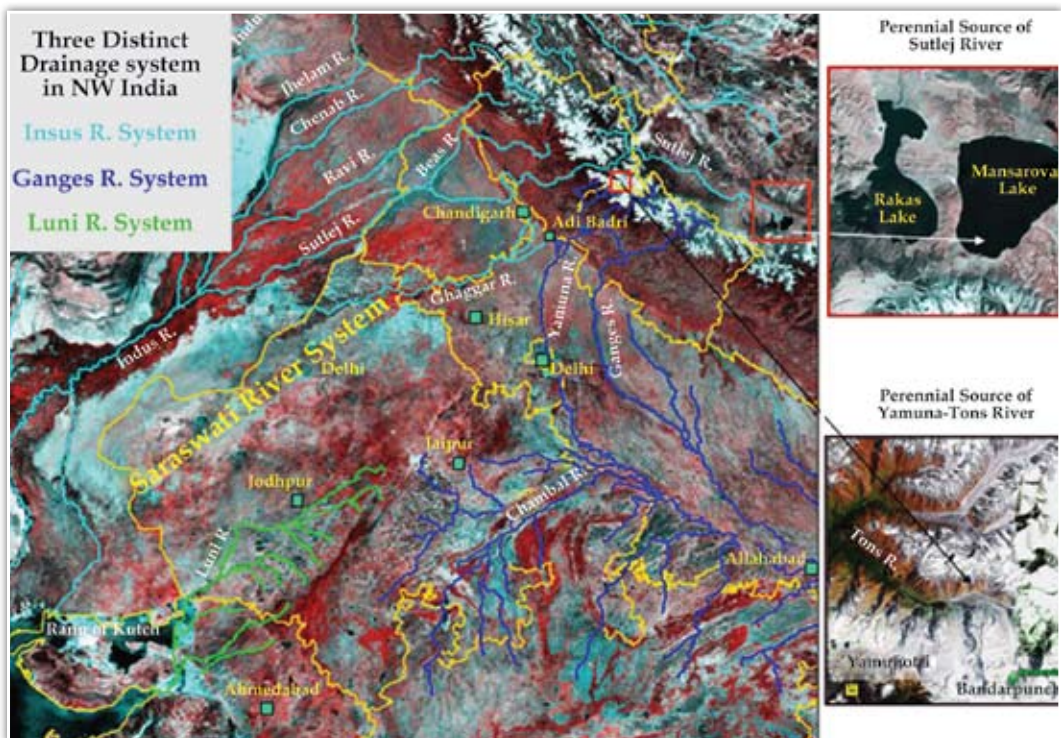 Three Distinct
Drainage system
in NW India
Insus R. System
Ganges R. System
Luni R. System
Indu
Jhelam R.
Chenab R.
Ravi R.
Beas R.
Sutlej R.
Sutlej R.
Chandigarh
Adi Badri
Ghaggar R.
Hisar
Yamuna R.
Ganges R.
Indus R.
Delhi
Delhi
Saraswati River System
Jaipur
Jodhpur
Chambal R.
Luni R
Allahabad
Rann of Kutch
Ahmedabad
Perennial Source of
Sutlej River
Rakas
Lake
Mansarova
Lake
Perennial Source of
Yamuna-Tons River
Tons R.
Yamunotri
Bandarpunch